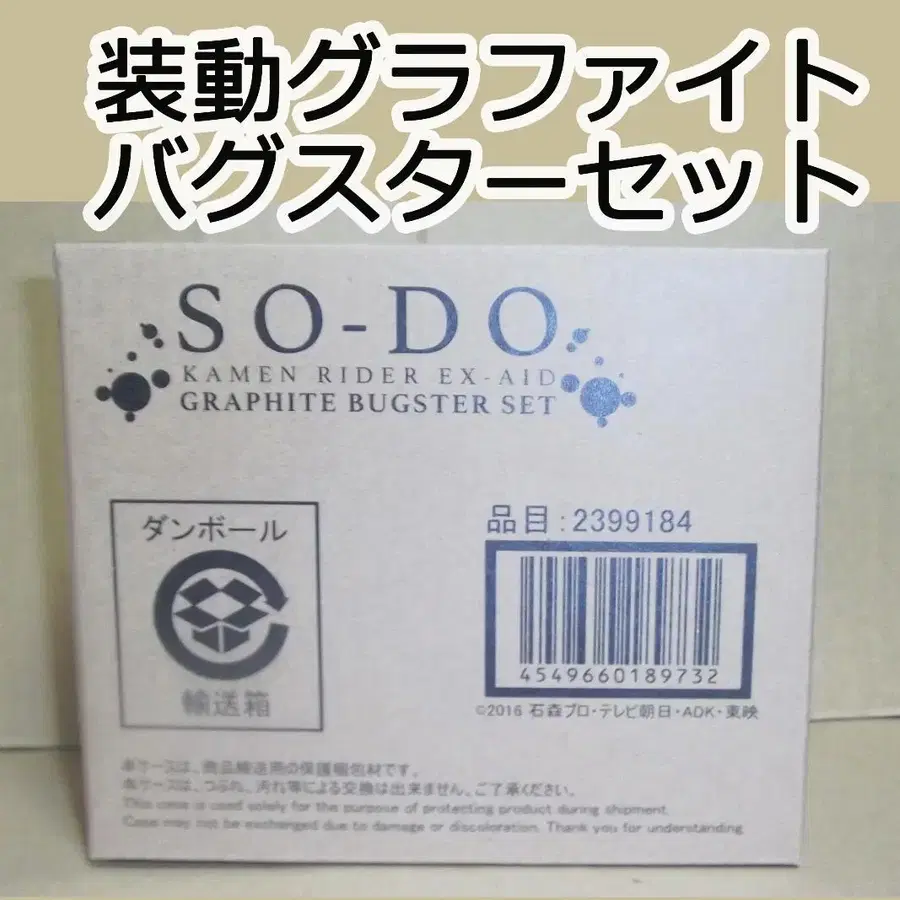 装動グラファイト
バグスターセット
SO-DO
KAMEN RIDER EX-AID
GRAPHITE BUGSTER SET
ダンボール
輸送箱
品目:2399184
4549660189732
©2016 石森プロ・テレビ朝日・ADK・東映
本ケースは、商品輸送用の保護梱包材です。
本ケースは、つぶれ、汚れ等による交換は出来ません。ご了承ください。
This case is used solely for the purpose of protecting product during shipment.
Case may not be exchanged due to damage or discoloration. Thank you for understanding